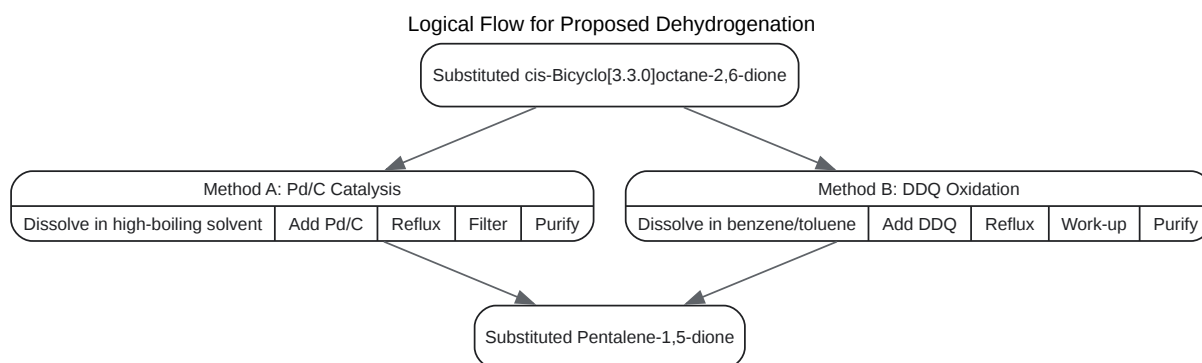 Logical Flow for Proposed Dehydrogenation
Substituted cis-Bicyclo[3.3.0]octane-2,6-dione
Method A: Pd/C Catalysis
Dissolve in high-boiling solvent
Add Pd/C
Reflux
Filter
Purify
Method B: DDQ Oxidation
Dissolve in benzene/toluene
Add DDQ
Reflux
Work-up
Purify
Substituted Pentalene-1,5-dione